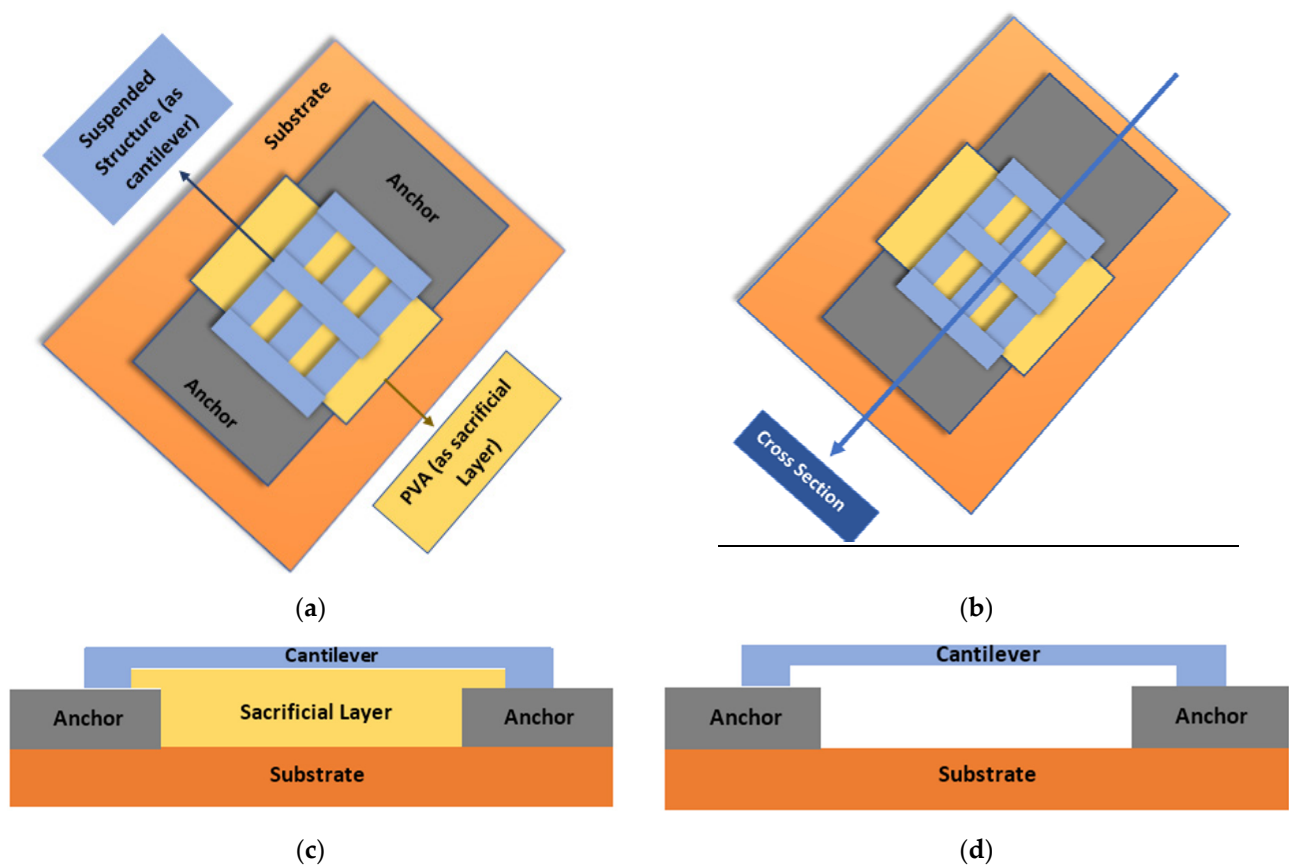 Suspended
Structure (as
cantilever)
Substrate
Anchor
Anchor
PVA (as sacrificial
Layer)
Cross Section
(a)
(b)
Cantilever
Anchor
Sacrificial Layer
Anchor
Substrate
Cantilever
Anchor
Anchor
Substrate
(c)
(d)